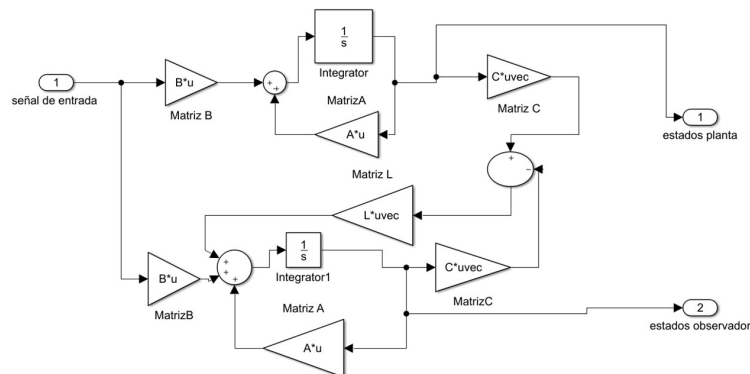 1
señal de entrada
B*u
Matriz B
+
+
1
s
Integrator
MatrizA
A*u
C*uvec
Matriz C
1
estados planta
+
−
Matriz L
L*uvec
B*u
MatrizB
+
+
+
1
s
Integrator1
Matriz A
A*u
C*uvec
MatrizC
2
estados observador